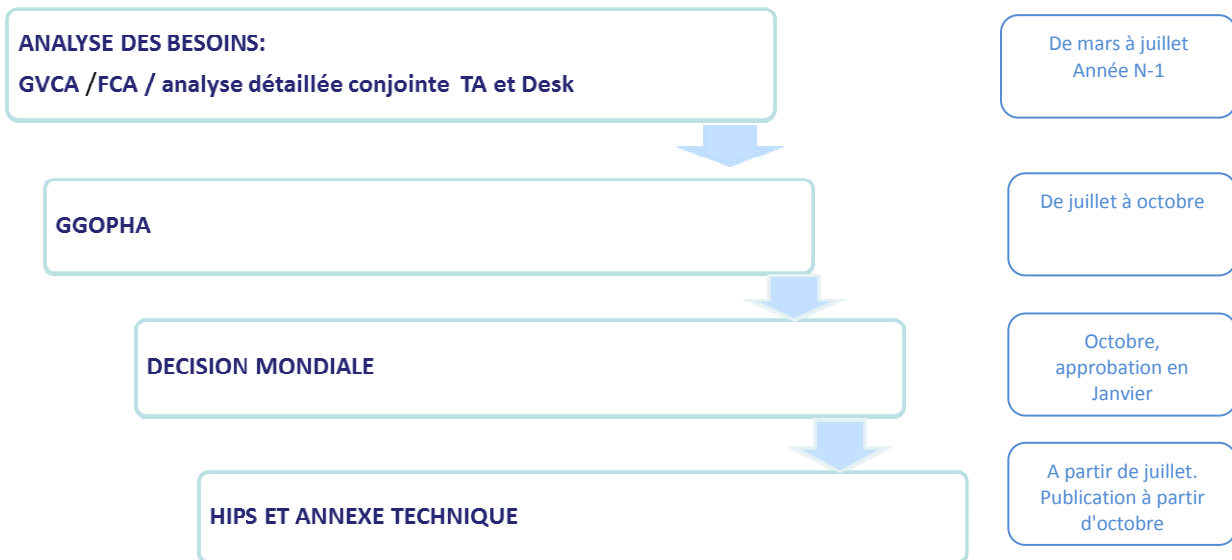 ANALYSE DES BESOINS:
GVCA /FCA / analyse détaillée conjointe TA et Desk
De mars à juillet
Année N-1
GGOPHA
De juillet à octobre
DECISION MONDIALE
Octobre,
approbation en
Janvier
HIPS ET ANNEXE TECHNIQUE
A partir de juillet.
Publication à partir
d'octobre